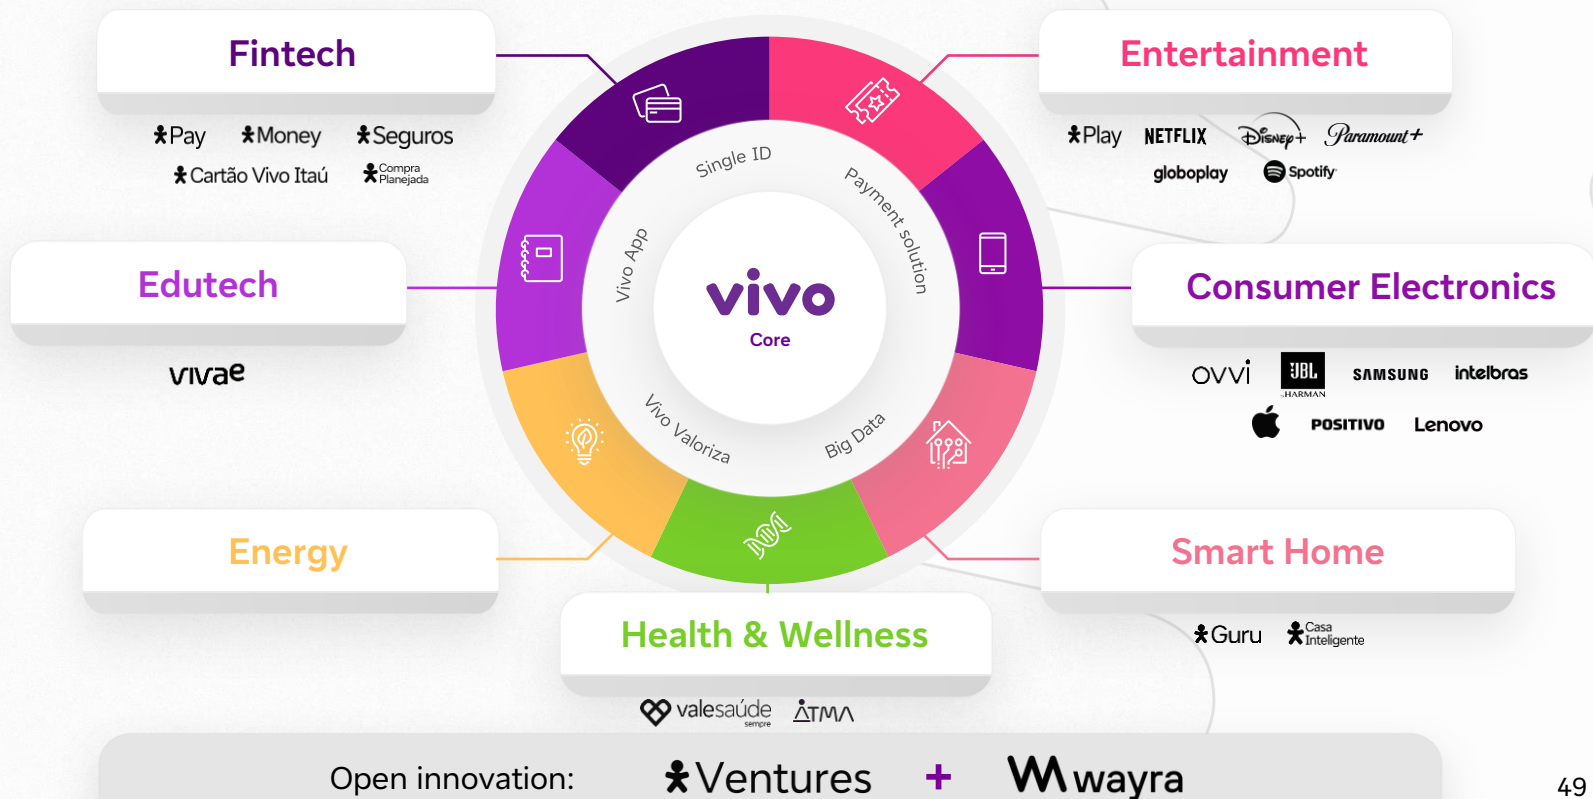 Fintech
Pay Money Seguros
Cartão Vivo Itaú Compra Planejada
Entertainment
Play NETFLIX Disney+ Paramount+
globoplay Spotify
Edutech
vivae
Consumer Electronics
ovvi JBL by HARMAN SAMSUNG intelbras
POSITIVO Lenovo
Single ID
Payment solution
Vivo App
vivo
Core
Vivo Valoriza
Big Data
Energy
Smart Home
Guru Casa Inteligente
Health & Wellness
valesaúde sempre ATMA
Open innovation: Ventures + wayra
49